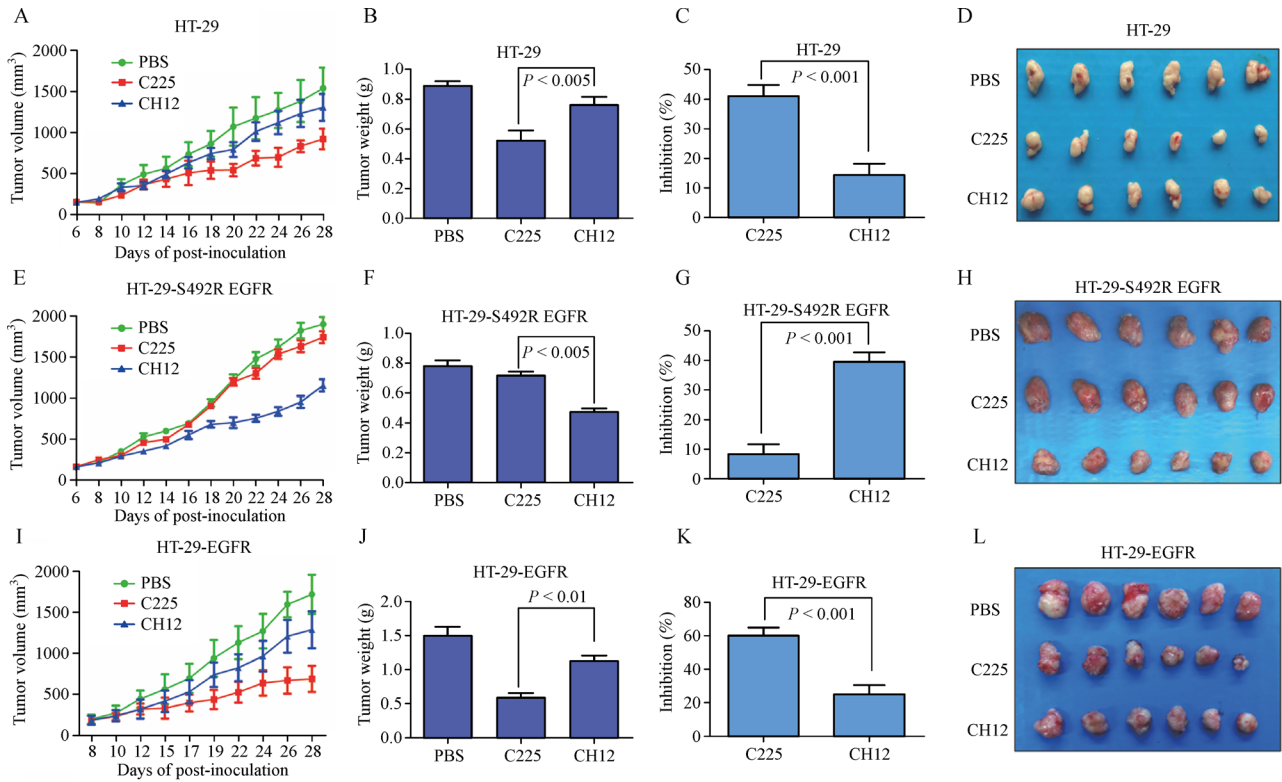 A
HT-29
Tumor volume (mm³)
2000
1500
1000
500
0
PBS
C225
CH12
6 8 10 12 14 16 18 20 22 24 26 28
Days of post-inoculation
B
HT-29
Tumor weight (g)
1.0
0.8
0.6
0.4
0.2
0.0
P < 0.005
PBS C225 CH12
C
HT-29
Inhibition (%)
50
40
30
20
10
0
P < 0.001
C225 CH12
D
HT-29
PBS
C225
CH12
E
HT-29-S492R EGFR
Tumor volume (mm³)
2000
1500
1000
500
0
PBS
C225
CH12
6 8 10 12 14 16 18 20 22 24 26 28
Days of post-inoculation
F
HT-29-S492R EGFR
Tumor weight (g)
1.0
0.8
0.6
0.4
0.2
0.0
P < 0.005
PBS C225 CH12
G
HT-29-S492R EGFR
Inhibition (%)
50
40
30
20
10
0
P < 0.001
C225 CH12
H
HT-29-S492R EGFR
PBS
C225
CH12
I
HT-29-EGFR
Tumor volume (mm³)
2000
1500
1000
500
0
PBS
C225
CH12
8 10 12 15 17 19 22 24 26 28
Days of post-inoculation
J
HT-29-EGFR
Tumor weight (g)
2.0
1.5
1.0
0.5
0.0
P < 0.01
PBS C225 CH12
K
HT-29-EGFR
Inhibition (%)
80
60
40
20
0
P < 0.001
C225 CH12
L
HT-29-EGFR
PBS
C225
CH12